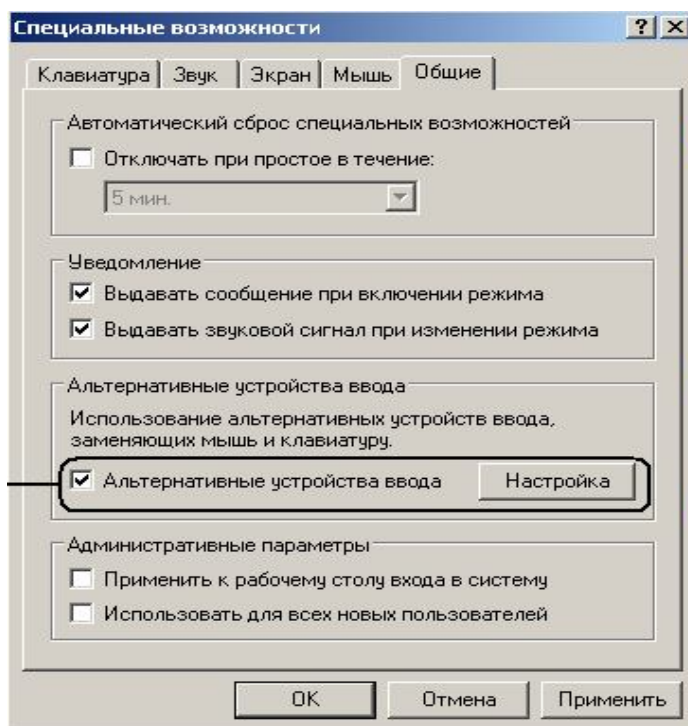 Специальные возможности
Клавиатура Звук Экран Мышь Общие
Автоматический сброс специальных возможностей
Отключать при простое в течение:
5 мин.
Уведомление
Выдавать сообщение при включении режима
Выдавать звуковой сигнал при изменении режима
Альтернативные устройства ввода
Использование альтернативных устройств ввода,
заменяющих мышь и клавиатуру.
Альтернативные устройства ввода Настройка
Административные параметры
Применить к рабочему столу входа в систему
Использовать для всех новых пользователей
OK Отмена Применить